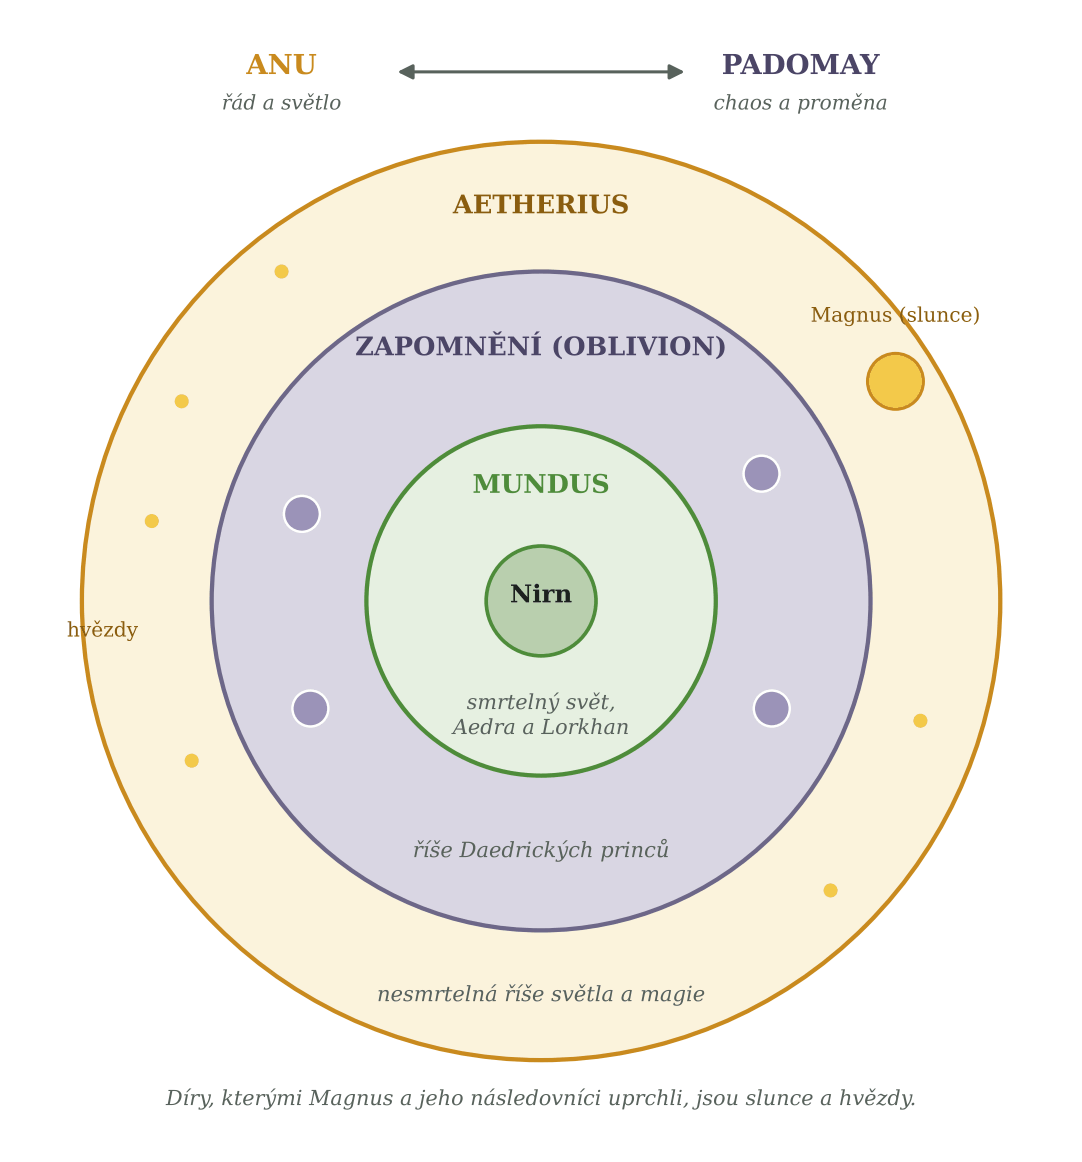 ANU
PADOMAY
řád a světlo
chaos a proměna
AETHERIUS
Magnus (slunce)
ZAPOMNĚNÍ (OBLIVION)
MUNDUS
Nirn
hvězdy
smrtelný svět,
Aedra a Lorkhan
říše Daedrických princů
nesmrtelná říše světla a magie
Díry, kterými Magnus a jeho následovníci uprchli, jsou slunce a hvězdy.